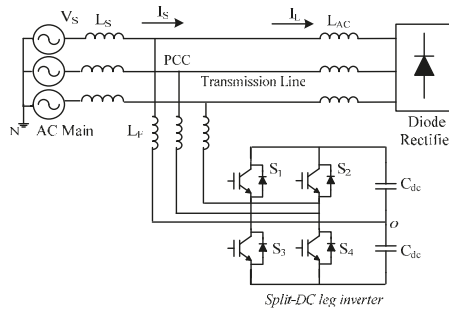 V_S
L_S
I_S
I_L
L_AC
PCC
Transmission Line
N
AC Main
L_F
Diode
Rectifier
S_1
S_2
C_dc
o
S_3
S_4
C_dc
Split-DC leg inverter